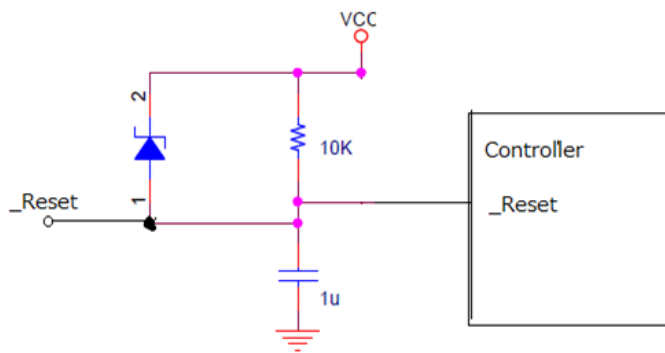 VCC
2
10K
Controller
_Reset
1
_Reset
1u